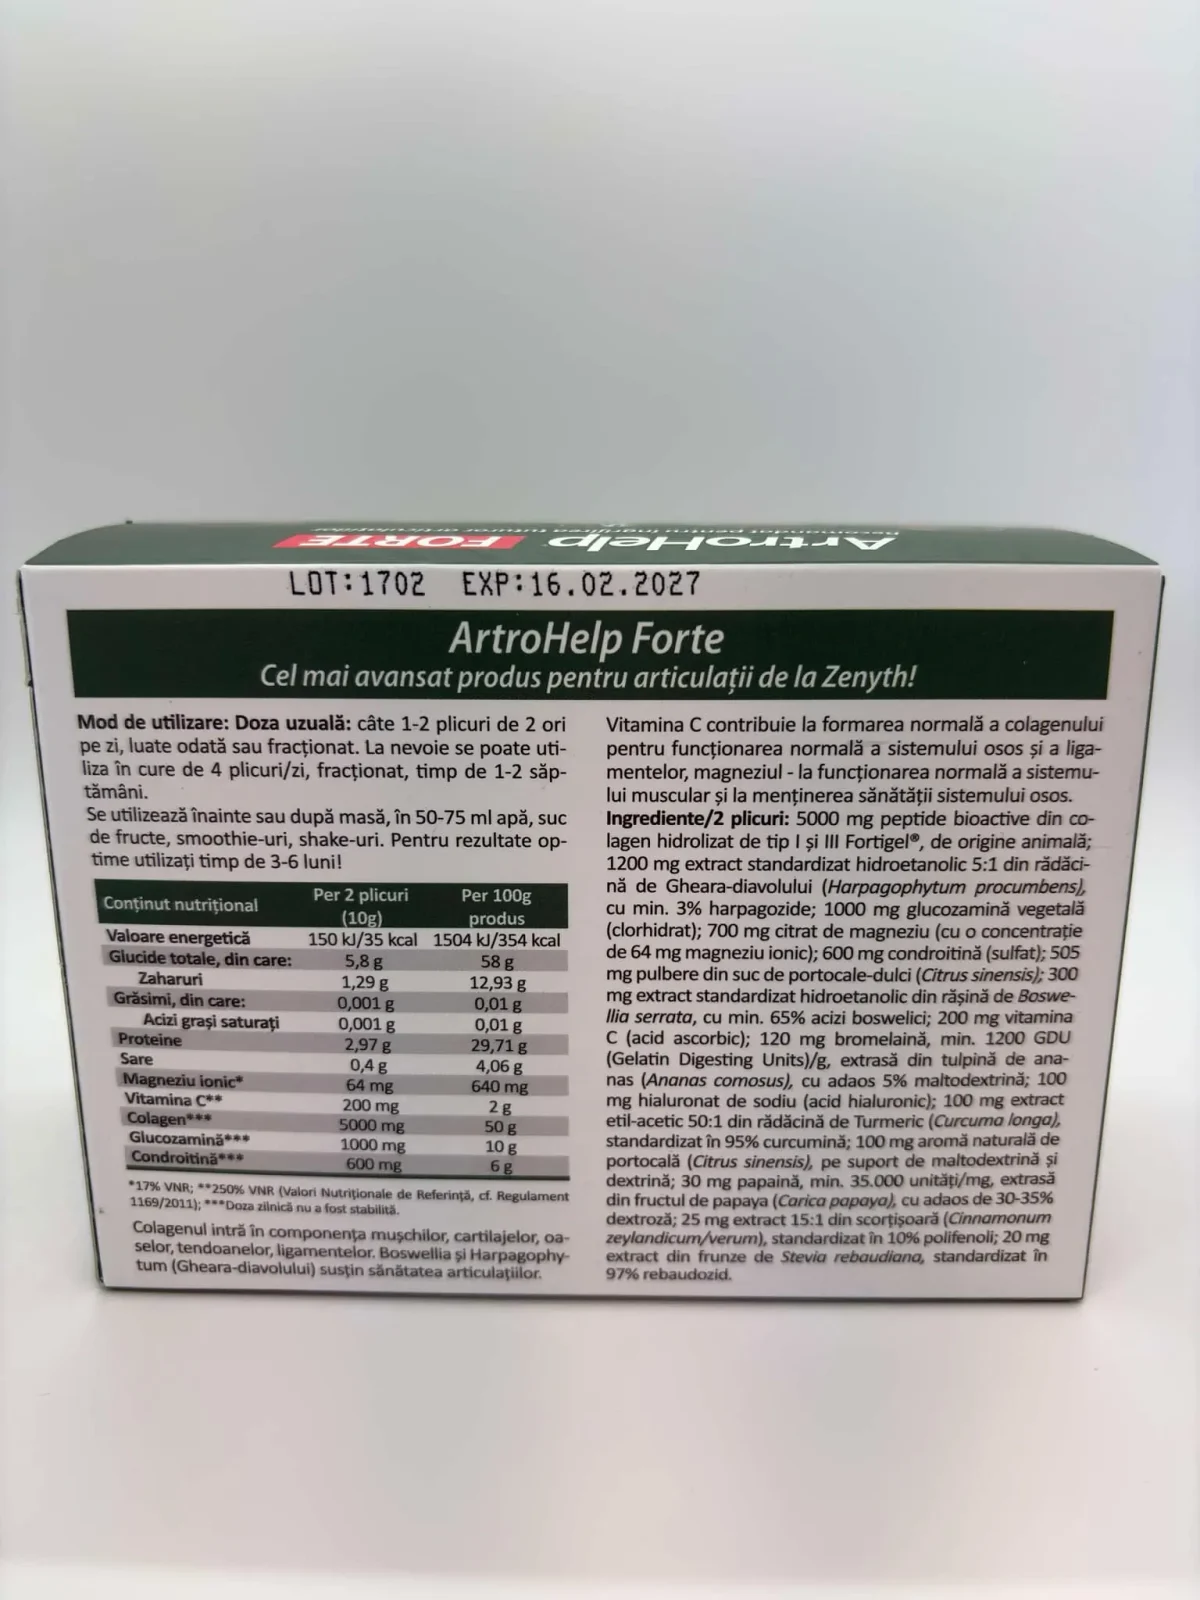 Recomandat pentru îngrijirea tuturor articulațiilor
ArtroHelp FORTE
LOT:1702 EXP:16.02.2027
ArtroHelp Forte
Cel mai avansat produs pentru articulații de la Zenyth!
Mod de utilizare: Doza uzuală: câte 1-2 plicuri de 2 ori
pe zi, luate odată sau fracționat. La nevoie se poate uti-
liza în cure de 4 plicuri/zi, fracționat, timp de 1-2 săp-
tămâni.
Se utilizează înainte sau după masă, în 50-75 ml apă, suc
de fructe, smoothie-uri, shake-uri. Pentru rezultate op-
time utilizați timp de 3-6 luni!
Conținut nutrițional Per 2 plicuri (10g) Per 100g produs
Valoare energetică 150 kJ/35 kcal 1504 kJ/354 kcal
Glucide totale, din care: 5,8 g 58 g
Zaharuri 1,29 g 12,93 g
Grăsimi, din care: 0,001 g 0,01 g
Acizi grași saturați 0,001 g 0,01 g
Proteine 2,97 g 29,71 g
Sare 0,4 g 4,06 g
Magneziu ionic* 64 mg 640 mg
Vitamina C** 200 mg 2 g
Colagen*** 5000 mg 50 g
Glucozamină*** 1000 mg 10 g
Condroitină*** 600 mg 6 g
*17% VNR; **250% VNR (Valori Nutriționale de Referință, cf. Regulament
1169/2011); ***Doza zilnică nu a fost stabilită.
Colagenul intră în componența mușchilor, cartilajelor, oa-
selor, tendoanelor, ligamentelor. Boswellia și Harpagophy-
tum (Gheara-diavolului) susțin sănătatea articulațiilor.
Vitamina C contribuie la formarea normală a colagenului
pentru funcționarea normală a sistemului osos și a liga-
mentelor, magneziul - la funcționarea normală a sistemu-
lui muscular și la menținerea sănătății sistemului osos.
Ingrediente/2 plicuri: 5000 mg peptide bioactive din co-
lagen hidrolizat de tip I și III Fortigel®, de origine animală;
1200 mg extract standardizat hidroetanolic 5:1 din rădăci-
nă de Gheara-diavolului (Harpagophytum procumbens),
cu min. 3% harpagozide; 1000 mg glucozamină vegetală
(clorhidrat); 700 mg citrat de magneziu (cu o concentrație
de 64 mg magneziu ionic); 600 mg condroitină (sulfat); 505
mg pulbere din suc de portocale-dulci (Citrus sinensis); 300
mg extract standardizat hidroetanolic din rășină de Boswe-
llia serrata, cu min. 65% acizi boswelici; 200 mg vitamina
C (acid ascorbic); 120 mg bromelaină, min. 1200 GDU
(Gelatin Digesting Units)/g, extrasă din tulpină de ana-
nas (Ananas comosus), cu adaos 5% maltodextrină; 100
mg hialuronat de sodiu (acid hialuronic); 100 mg extract
etil-acetic 50:1 din rădăcină de Turmeric (Curcuma longa),
standardizat în 95% curcumină; 100 mg aromă naturală de
portocală (Citrus sinensis), pe suport de maltodextrină și
dextrină; 30 mg papaină, min. 35.000 unități/mg, extrasă
din fructul de papaya (Carica papaya), cu adaos de 30-35%
dextroză; 25 mg extract 15:1 din scorțișoară (Cinnamonum
zeylandicum/verum), standardizat în 10% polifenoli; 20 mg
extract din frunze de Stevia rebaudiana, standardizat în
97% rebaudozid.